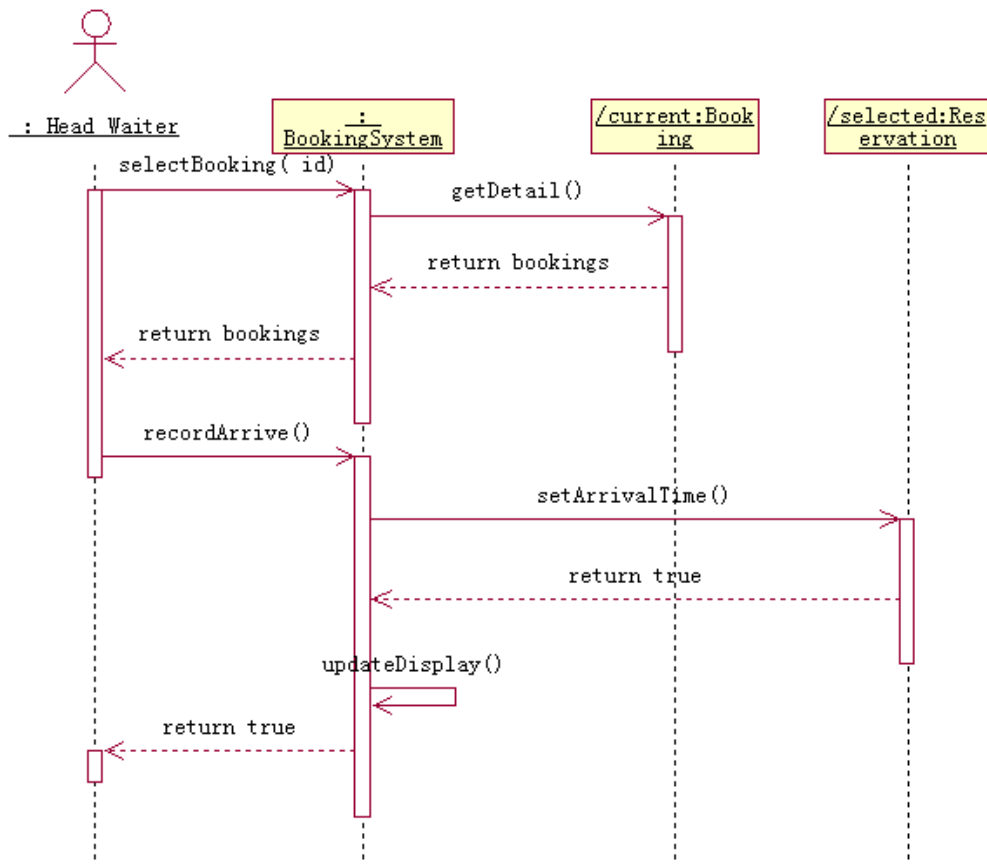 : Head Waiter
:
BookingSystem
/current:Book
ing
/selected:Res
ervation
selectBooking( id)
getDetail()
return bookings
return bookings
recordArrive()
setArrivalTime()
return true
updateDisplay()
return true